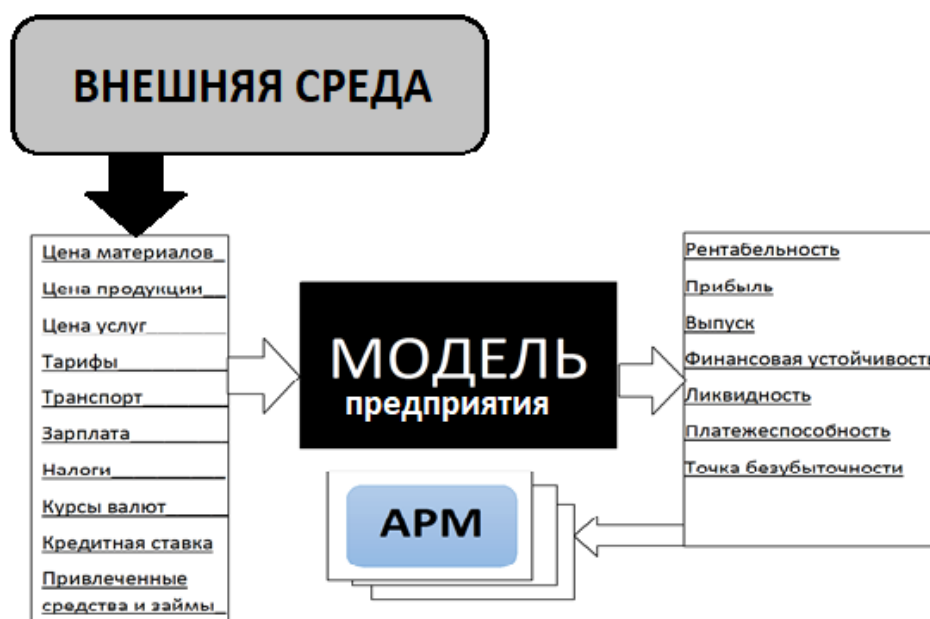 ВНЕШНЯЯ СРЕДА
Цена материалов
Цена продукции
Цена услуг
Тарифы
Транспорт
Зарплата
Налоги
Курсы валют
Кредитная ставка
Привлеченные
средства и займы
МОДЕЛЬ
предприятия
АРМ
Рентабельность
Прибыль
Выпуск
Финансовая устойчивость
Ликвидность
Платежеспособность
Точка безубыточности